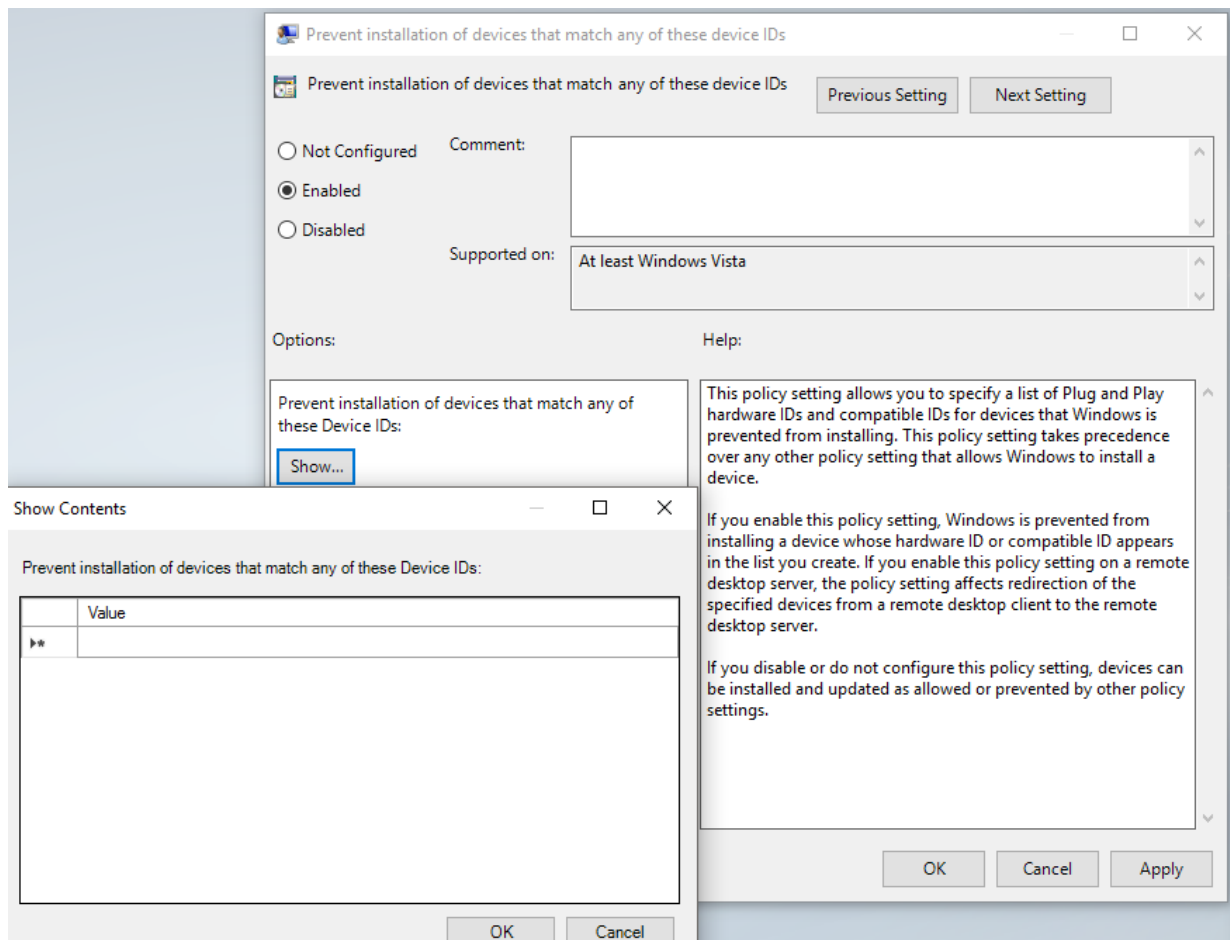 Prevent installation of devices that match any of these device IDs
Prevent installation of devices that match any of these device IDs
Previous Setting
Next Setting
Not Configured
Comment:
Enabled
Disabled
Supported on:
At least Windows Vista
Options:
Help:
Prevent installation of devices that match any of
these Device IDs:
Show...
This policy setting allows you to specify a list of Plug and Play
hardware IDs and compatible IDs for devices that Windows is
prevented from installing. This policy setting takes precedence
over any other policy setting that allows Windows to install a
device.
If you enable this policy setting, Windows is prevented from
installing a device whose hardware ID or compatible ID appears
in the list you create. If you enable this policy setting on a remote
desktop server, the policy setting affects redirection of the
specified devices from a remote desktop client to the remote
desktop server.
If you disable or do not configure this policy setting, devices can
be installed and updated as allowed or prevented by other policy
settings.
OK
Cancel
Apply
Show Contents
Prevent installation of devices that match any of these Device IDs:
Value
OK
Cancel